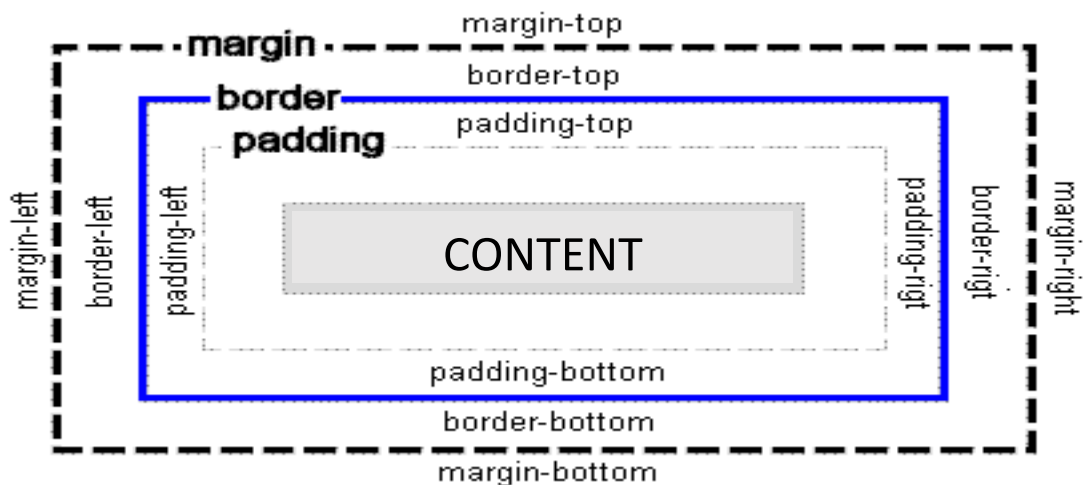 margin-top
margin
border-top
border
padding-top
padding
margin-left
border-left
padding-left
CONTENT
padding-rigt
border-rigt
margin-right
padding-bottom
border-bottom
margin-bottom